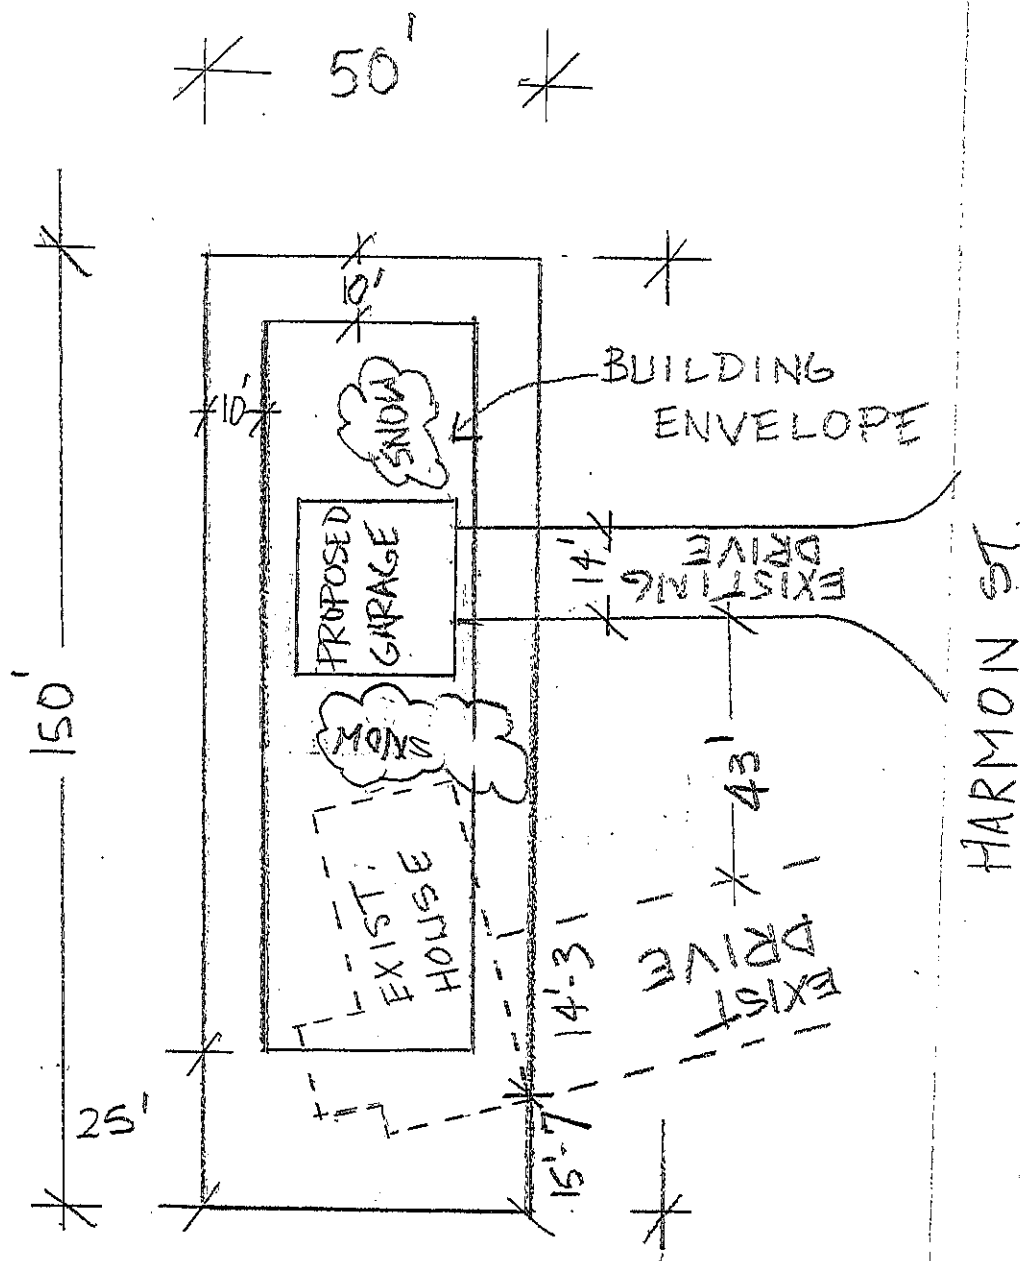 50'
150'
10'
10'
SNOW
BUILDING
ENVELOPE
PROPOSED
GARAGE
14'
EXISTING
DRIVE
HARMON ST.
SNOW
43'
EXIST.
HOUSE
14'-3
EXIST
DRIVE
25'
15'-7